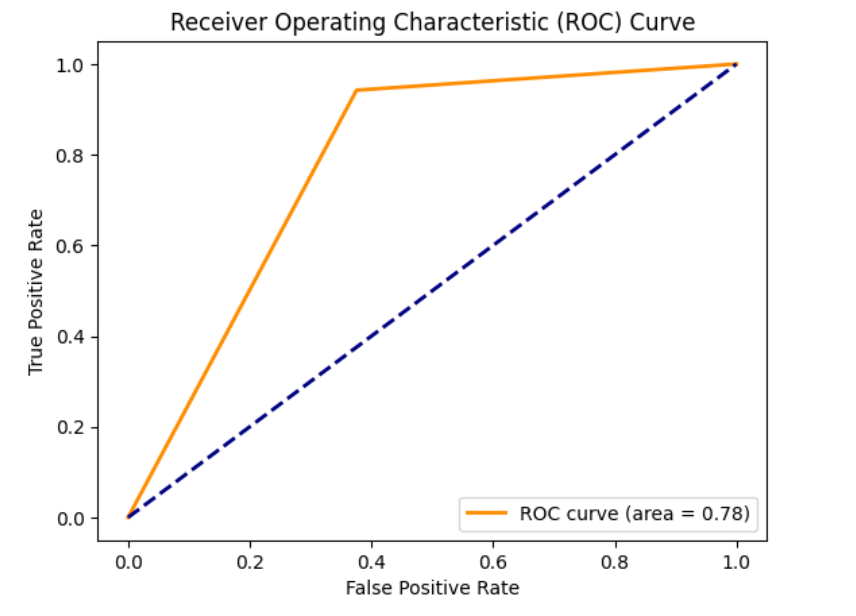 Receiver Operating Characteristic (ROC) Curve
1.0
0.8
0.6
0.4
0.2
0.0
True Positive Rate
ROC curve (area = 0.78)
0.0 0.2 0.4 0.6 0.8 1.0
False Positive Rate